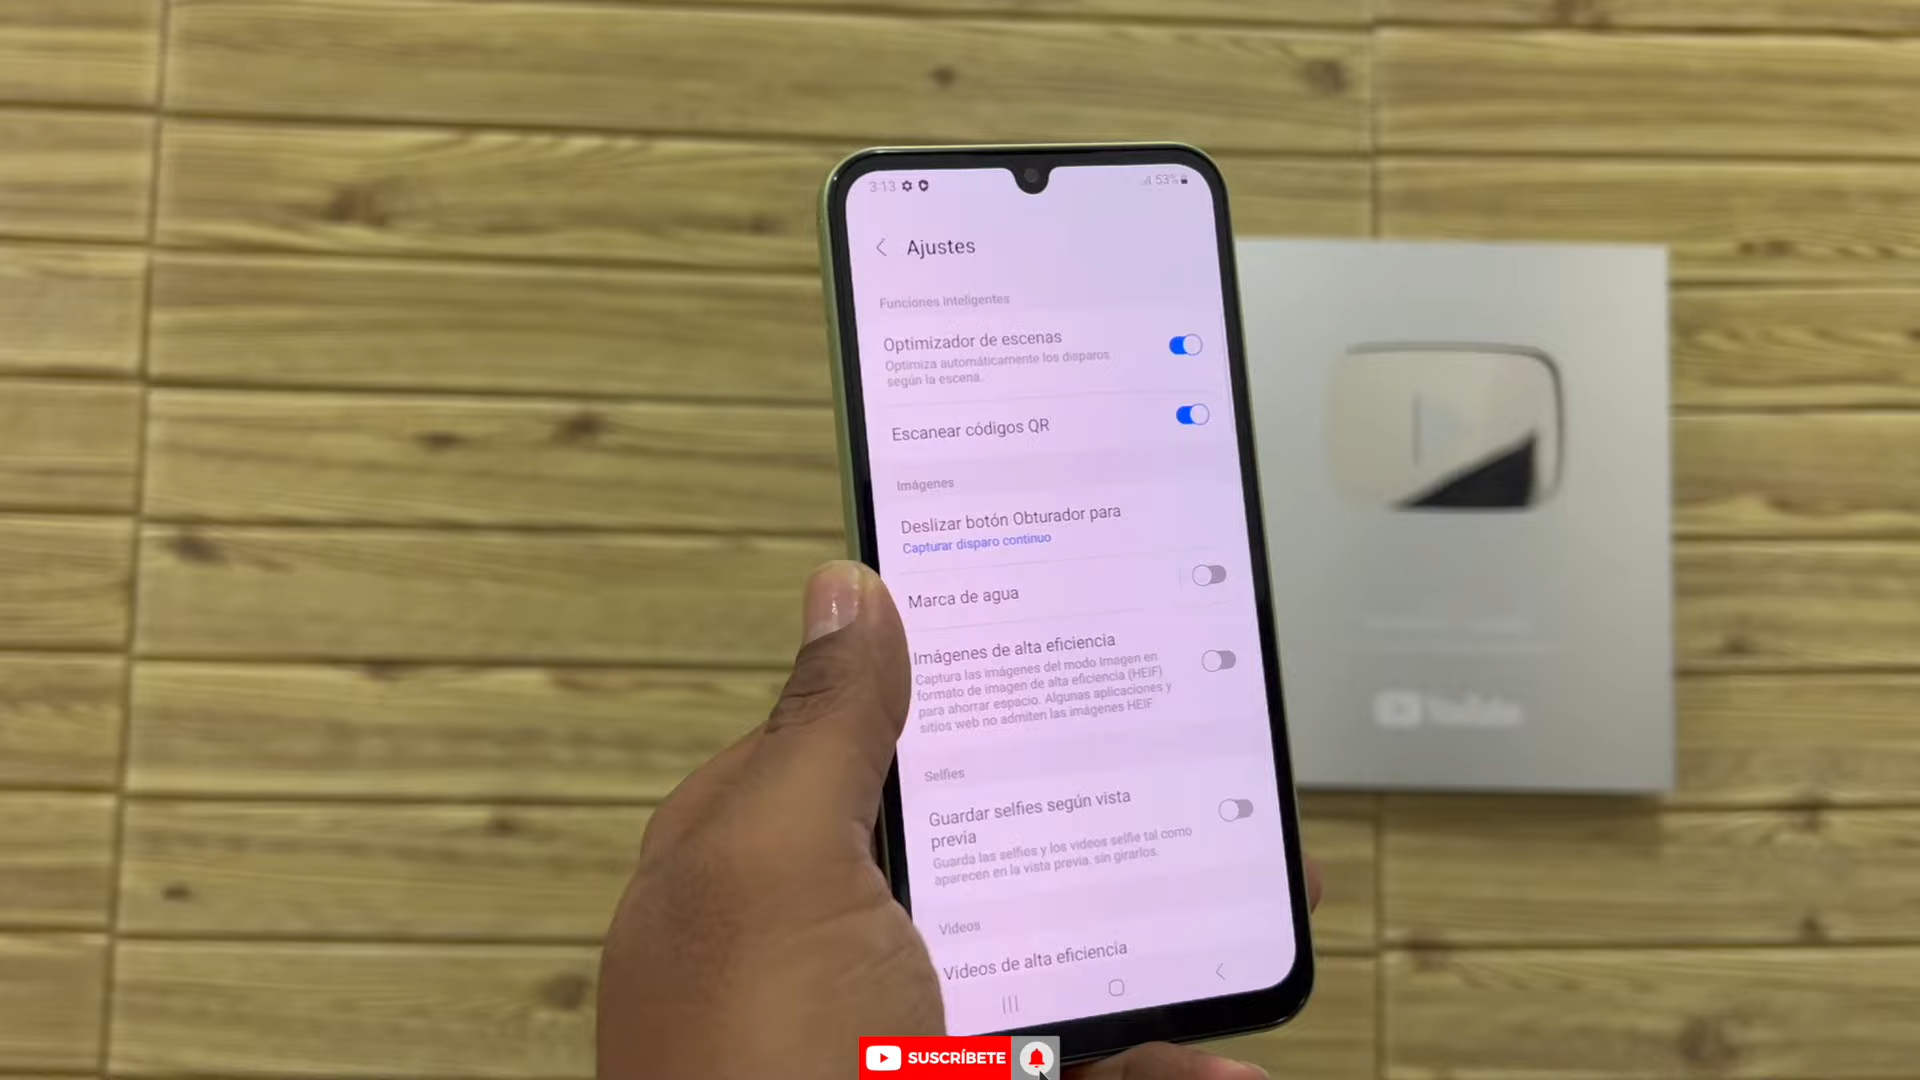 3:13 53%
Ajustes
Funciones inteligentes
Optimizador de escenas
Optimiza automáticamente los disparos
según la escena.
Escanear códigos QR
Imágenes
Deslizar botón Obturador para
Capturar disparo continuo
Marca de agua
Imágenes de alta eficiencia
Captura las imágenes del modo Imagen en
formato de imagen de alta eficiencia (HEIF)
para ahorrar espacio. Algunas aplicaciones y
sitios web no admiten las imágenes HEIF
Selfies
Guardar selfies según vista
previa
Guarda las selfies y los videos selfie tal como
aparecen en la vista previa, sin girarlos.
Videos
Videos de alta eficiencia
YouTube
SUSCRÍBETE